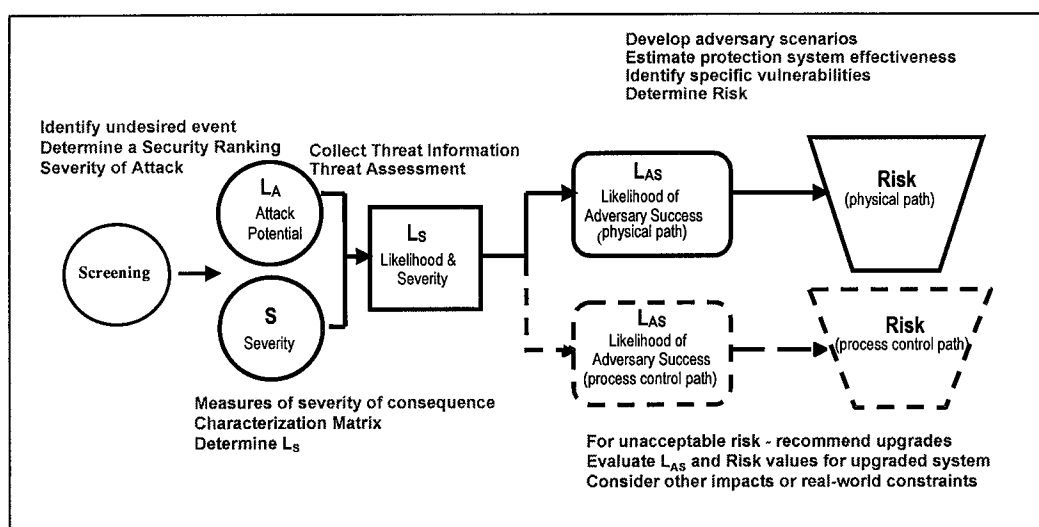 Develop adversary scenarios
Estimate protection system effectiveness
Identify specific vulnerabilities
Determine Risk
Identify undesired event
Determine a Security Ranking
Severity of Attack
Collect Threat Information
Threat Assessment
Screening
LA
Attack
Potential
S
Severity
LS
Likelihood &
Severity
LAS
Likelihood of
Adversary Success
(physical path)
Risk
(physical path)
LAS
Likelihood of
Adversary Success
(process control path)
Risk
(process control path)
Measures of severity of consequence
Characterization Matrix
Determine LS
For unacceptable risk - recommend upgrades
Evaluate LAS and Risk values for upgraded system
Consider other impacts or real-world constraints